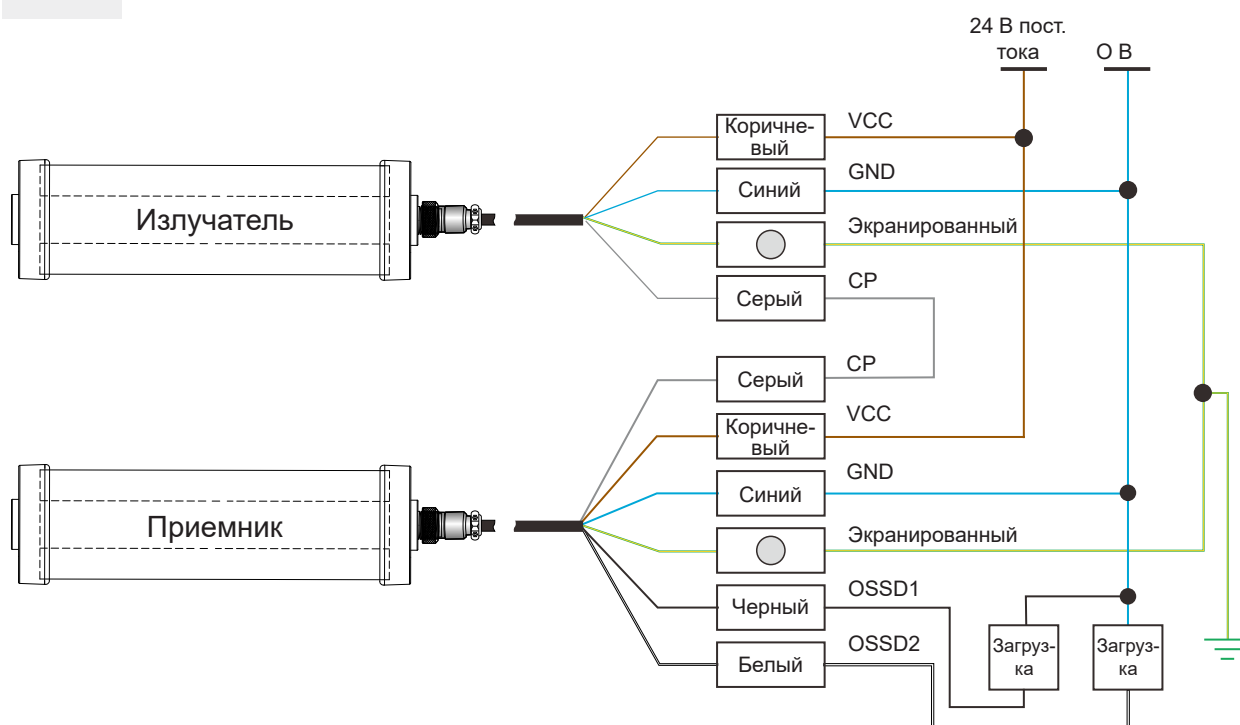 24 В пост.
тока
О В
Коричне-
вый
VCC
Синий
GND
Экранированный
Излучатель
Серый
CP
Серый
CP
Коричне-
вый
VCC
Синий
GND
Приемник
Экранированный
Черный
OSSD1
Белый
OSSD2
Загруз-
ка
Загруз-
ка